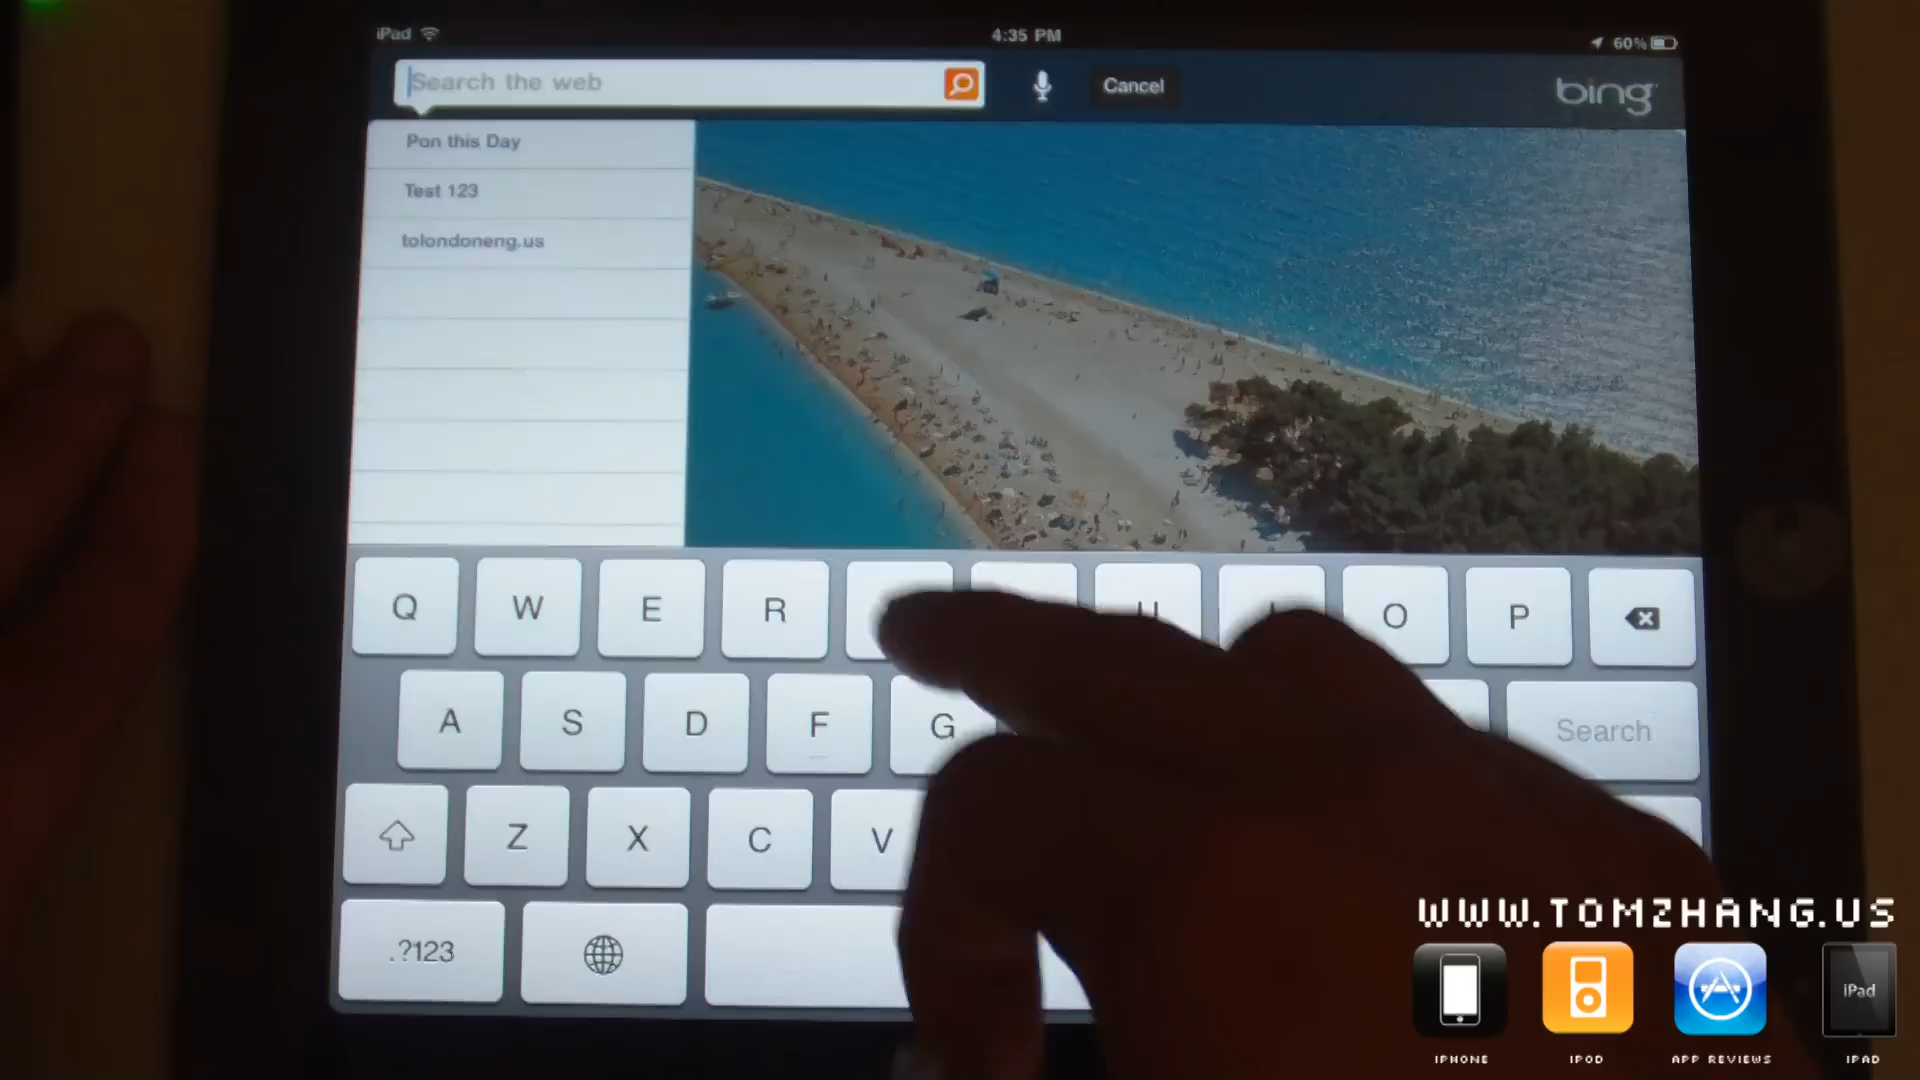 iPad
4:35 PM
60%
Search the web
Cancel
bing
Pon this Day
Test 123
tolondoneng.us
Q W E R U I O P
A S D F G Search
Z X C V
.?123
WWW.TOMZHANG.US
iPad
IPHONE IPOD APP REVIEWS IPAD